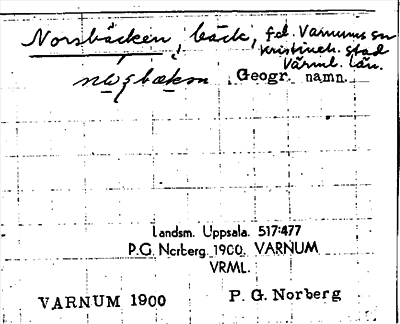 Norsbäcken, bäck, fd. Varnums sn
Kristineh. stad
Värml. län.
Geogr. namn.
Landsm. Uppsala. 517:477
P.G. Norberg. 1900. VARNUM
VRML.
VARNUM 1900 P. G. Norberg